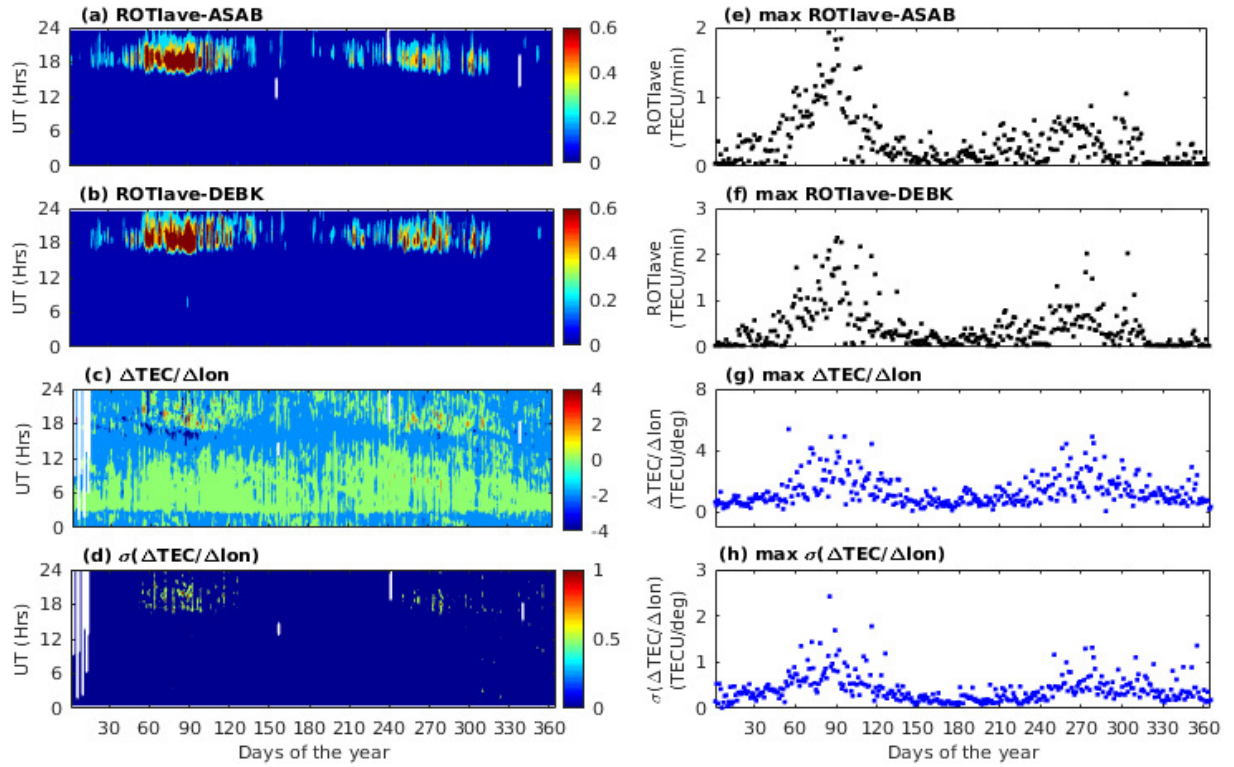 (a) ROTIave-ASAB
24
18
12
6
0
UT (Hrs)
0.6
0.4
0.2
0
(e) max ROTIave-ASAB
2
1
0
ROTIave
(TECU/min)
(b) ROTIave-DEBK
24
18
12
6
0
UT (Hrs)
0.6
0.4
0.2
0
(f) max ROTIave-DEBK
3
2
1
0
ROTIave
(TECU/min)
(c) ΔTEC/Δlon
24
18
12
6
0
UT (Hrs)
4
2
0
-2
-4
(g) max ΔTEC/Δlon
8
4
0
ΔTEC/Δlon
(TECU/deg)
(d) σ(ΔTEC/Δlon)
24
18
12
6
0
UT (Hrs)
1
0.5
0
30 60 90 120 150 180 210 240 270 300 330 360
Days of the year
(h) max σ(ΔTEC/Δlon)
3
2
1
0
σ(ΔTEC/Δlon)
(TECU/deg)
30 60 90 120 150 180 210 240 270 300 330 360
Days of the year